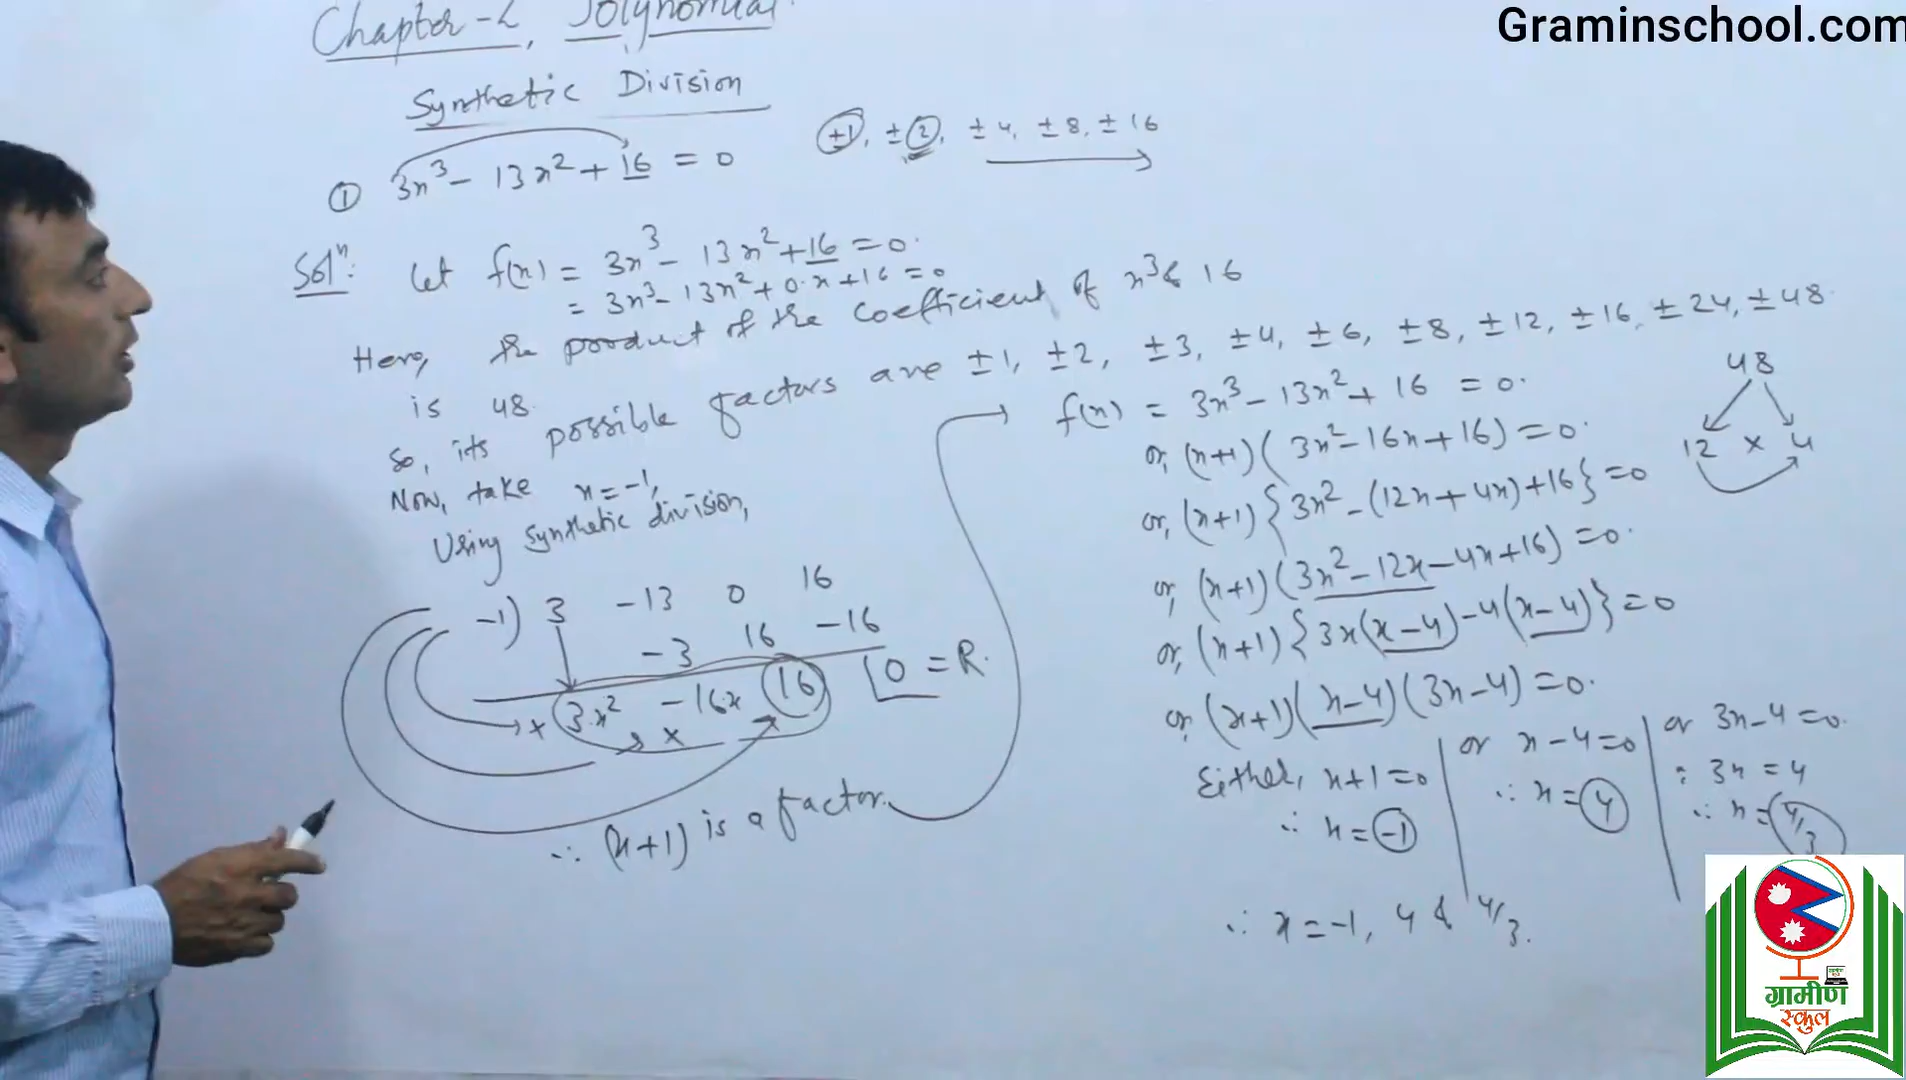 Graminschool.com
Chapter-2, Polynomial.
Synthetic Division
±1, ±2, ±4, ±8, ±16
① 3x³ - 13x² + 16 = 0
Solⁿ: Let f(x) = 3x³ - 13x² + 16 = 0.
= 3x³ - 13x² + 0.x + 16 = 0
Here, the product of the coefficient of x³ & 16
is 48.
So, its possible factors are ±1, ±2, ±3, ±4, ±6, ±8, ±12, ±16, ±24, ±48.
Now, take x = -1,
Using synthetic division,
-1) 3 -13 0 16
-3 16 -16
× 3x² -16x 16 0 = R.
×
∴ (x+1) is a factor.
f(x) = 3x³ - 13x² + 16 = 0.
or, (x+1)(3x² - 16x + 16) = 0.
or, (x+1){3x² - (12x + 4x) + 16} = 0
or, (x+1)(3x² - 12x - 4x + 16) = 0.
or, (x+1){3x(x-4) - 4(x-4)} = 0
or, (x+1)(x-4)(3x-4) = 0.
Either, x+1 = 0
∴ x = -1
or x - 4 = 0
∴ x = 4
or 3x - 4 = 0.
∴ 3x = 4
∴ x = 4/3
∴ x = -1, 4 & 4/3.
48
12 × 4
ग्रामीण
स्कुल